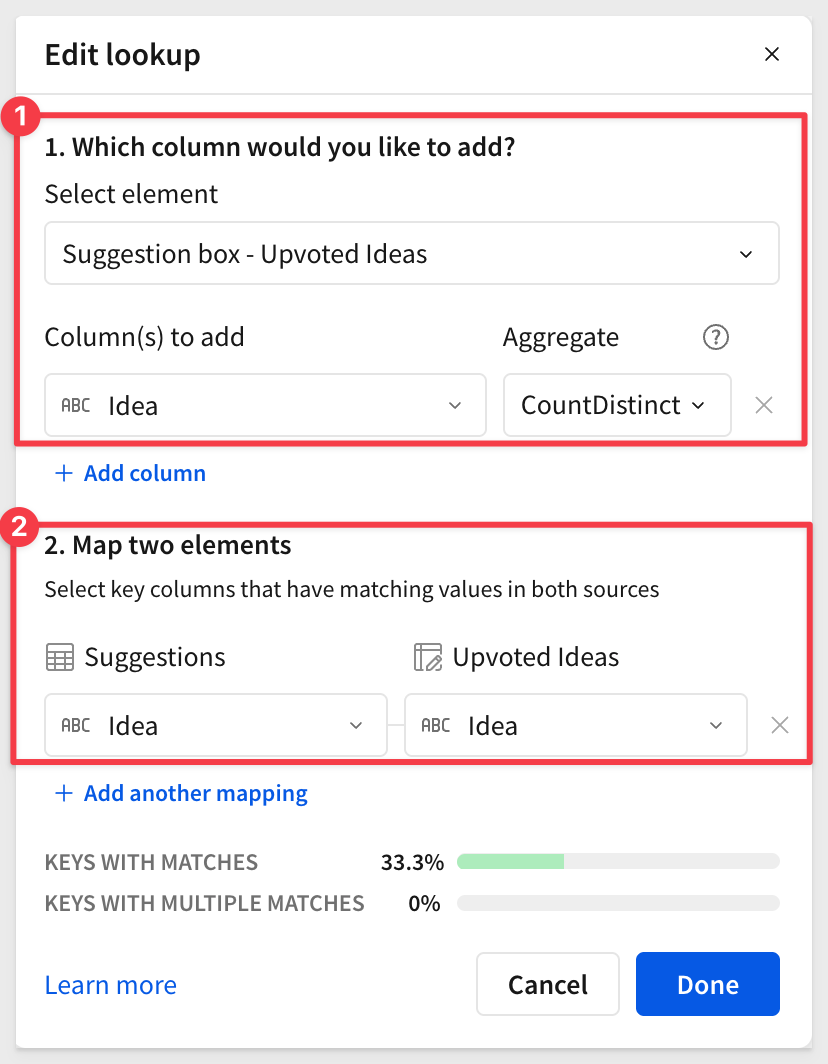 Edit lookup
1
1. Which column would you like to add?
Select element
Suggestion box - Upvoted Ideas
Column(s) to add Aggregate ?
ABC Idea CountDistinct
+ Add column
2
2. Map two elements
Select key columns that have matching values in both sources
Suggestions Upvoted Ideas
ABC Idea ABC Idea
+ Add another mapping
KEYS WITH MATCHES 33.3%
KEYS WITH MULTIPLE MATCHES 0%
Learn more Cancel Done